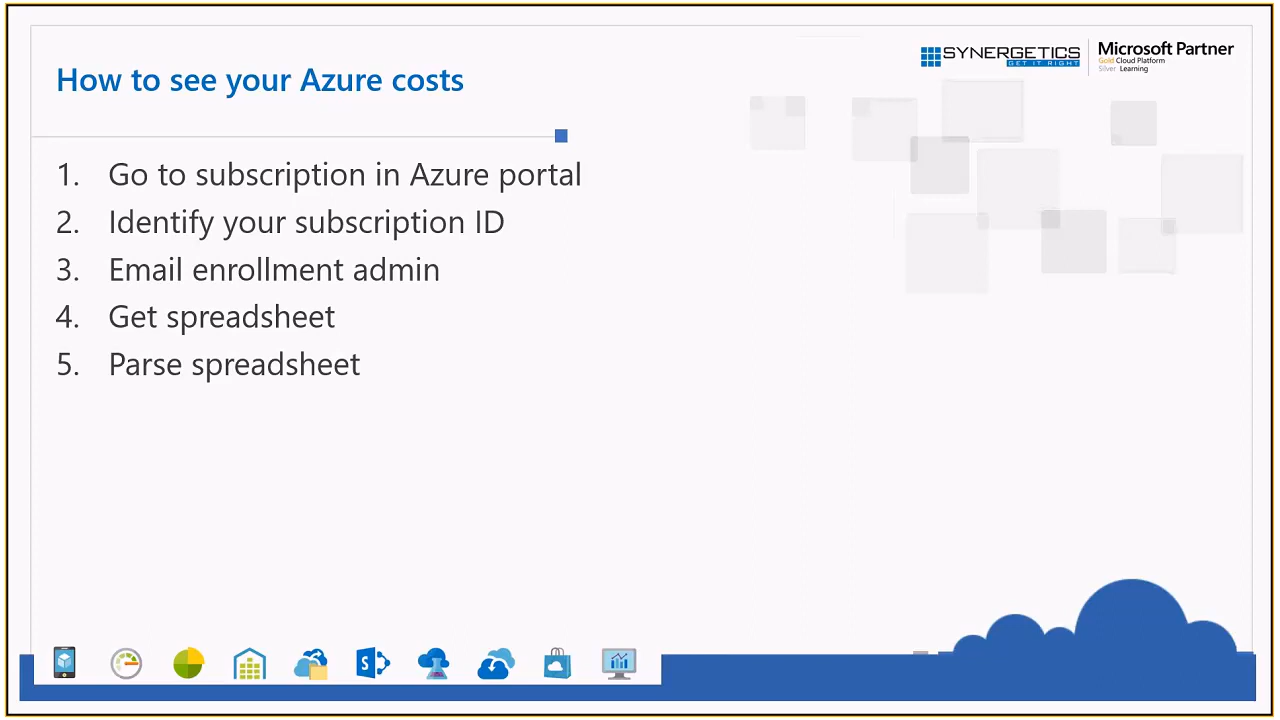 How to see your Azure costs
SYNERGETICS
GET IT RIGHT
Microsoft Partner
Gold Cloud Platform
Silver Learning
1. Go to subscription in Azure portal
2. Identify your subscription ID
3. Email enrollment admin
4. Get spreadsheet
5. Parse spreadsheet
S